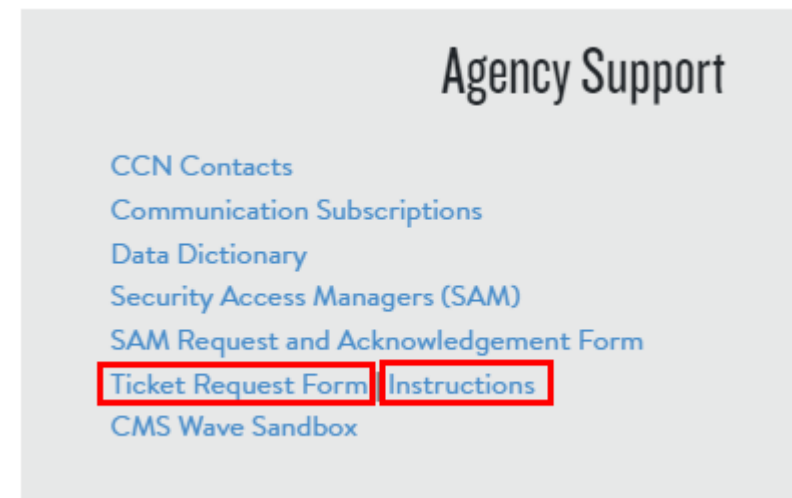 Agency Support
CCN Contacts
Communication Subscriptions
Data Dictionary
Security Access Managers (SAM)
SAM Request and Acknowledgement Form
Ticket Request Form | Instructions
CMS Wave Sandbox